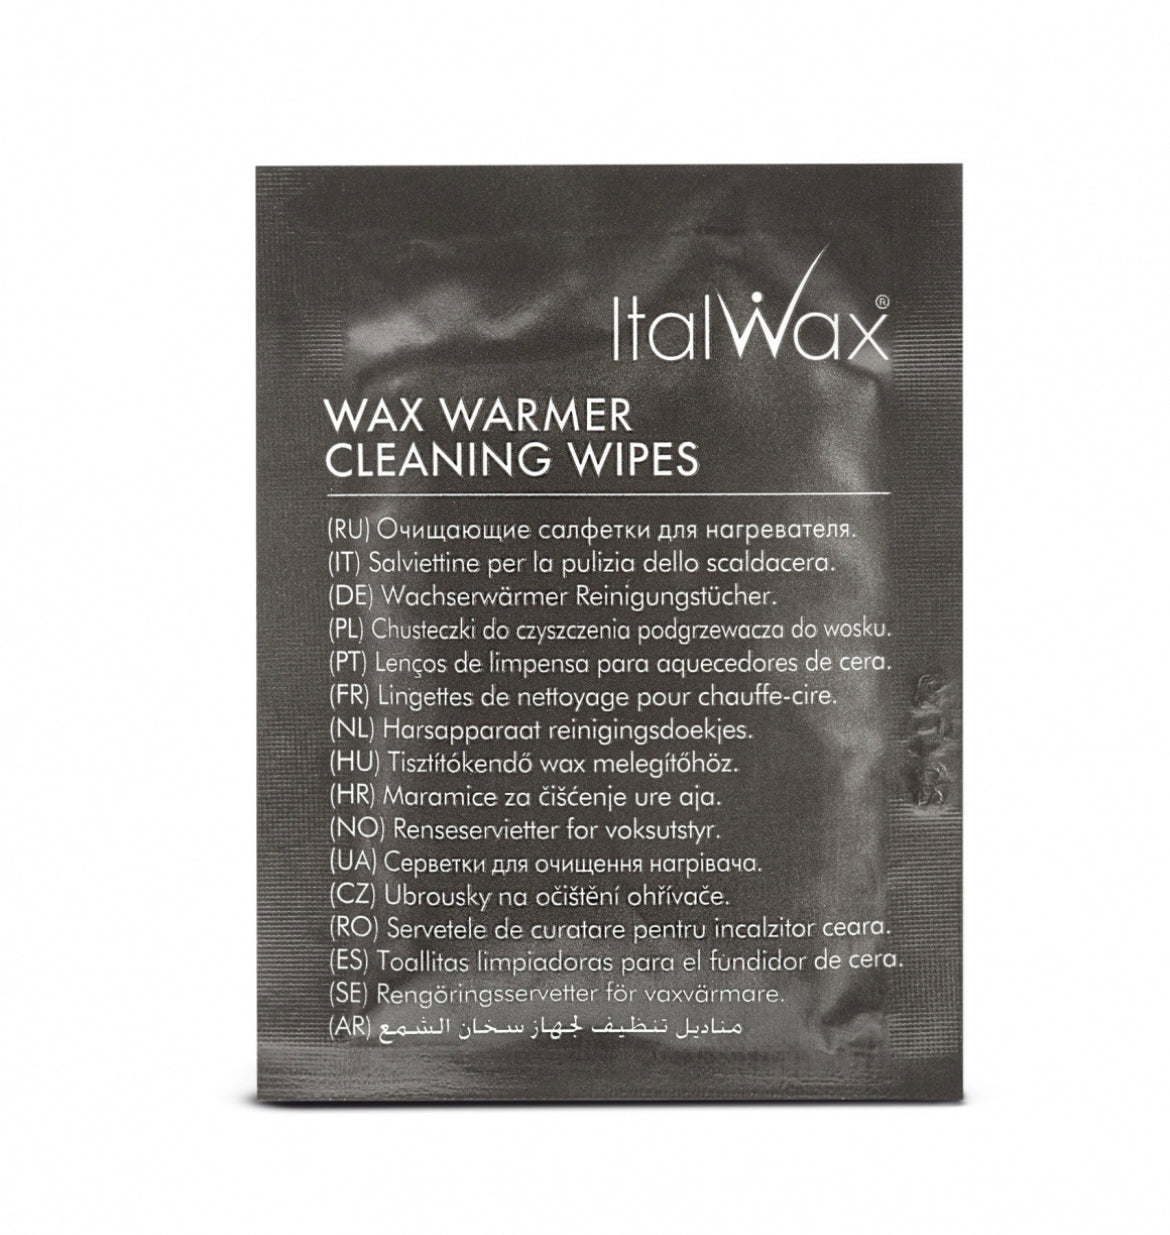 ItalWax®
WAX WARMER
CLEANING WIPES
(RU) Очищающие салфетки для нагревателя.
(IT) Salviettine per la pulizia dello scaldacera.
(DE) Wachserwärmer Reinigungstücher.
(PL) Chusteczki do czyszczenia podgrzewacza do wosku.
(PT) Lenços de limpensa para aquecedores de cera.
(FR) Lingettes de nettoyage pour chauffe-cire.
(NL) Harsapparaat reinigingsdoekjes.
(HU) Tisztítókendő wax melegítőhöz.
(HR) Maramice za čišćenje ure aja.
(NO) Renseservietter for voksutstyr.
(UA) Серветки для очищення нагрівача.
(CZ) Ubrousky na očištění ohřívače.
(RO) Servetele de curatare pentru incalzitor ceara.
(ES) Toallitas limpiadoras para el fundidor de cera.
(SE) Rengöringsservetter för vaxvärmare.
(AR) مناديل تنظيف لجهاز سخان الشمع